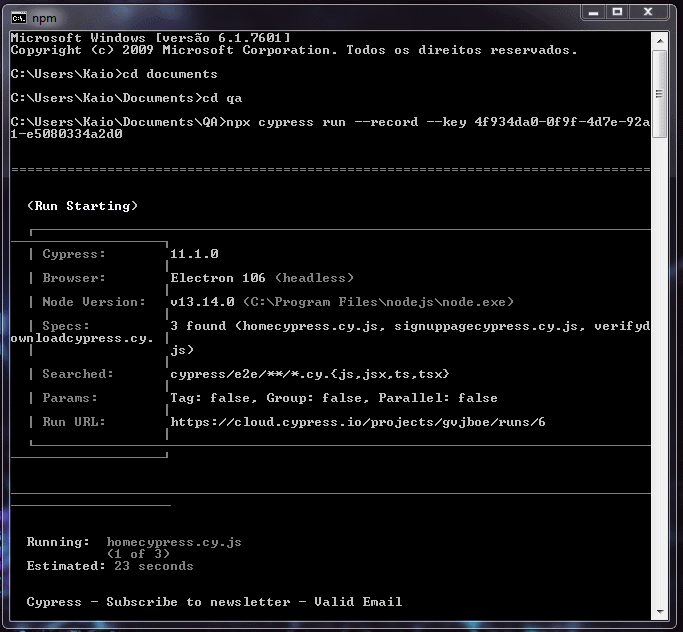 npm
Microsoft Windows [versão 6.1.7601]
Copyright (c) 2009 Microsoft Corporation. Todos os direitos reservados.
C:\Users\Kaio>cd documents
C:\Users\Kaio\Documents>cd qa
C:\Users\Kaio\Documents\QA>npx cypress run --record --key 4f934da0-0f9f-4d7e-92a
1-e5080334a2d0
(Run Starting)
Cypress: 11.1.0
Browser: Electron 106 (headless)
Node Version: v13.14.0 (C:\Program Files\nodejs\node.exe)
Specs: 3 found (homecypress.cy.js, signuppagecypress.cy.js, verifyd
ownloadcypress.cy.
js)
Searched: cypress/e2e/**/*.cy.{js,jsx,ts,tsx}
Params: Tag: false, Group: false, Parallel: false
Run URL: https://cloud.cypress.io/projects/gvjboe/runs/6
Running: homecypress.cy.js
(1 of 3)
Estimated: 23 seconds
Cypress - Subscribe to newsletter - Valid Email